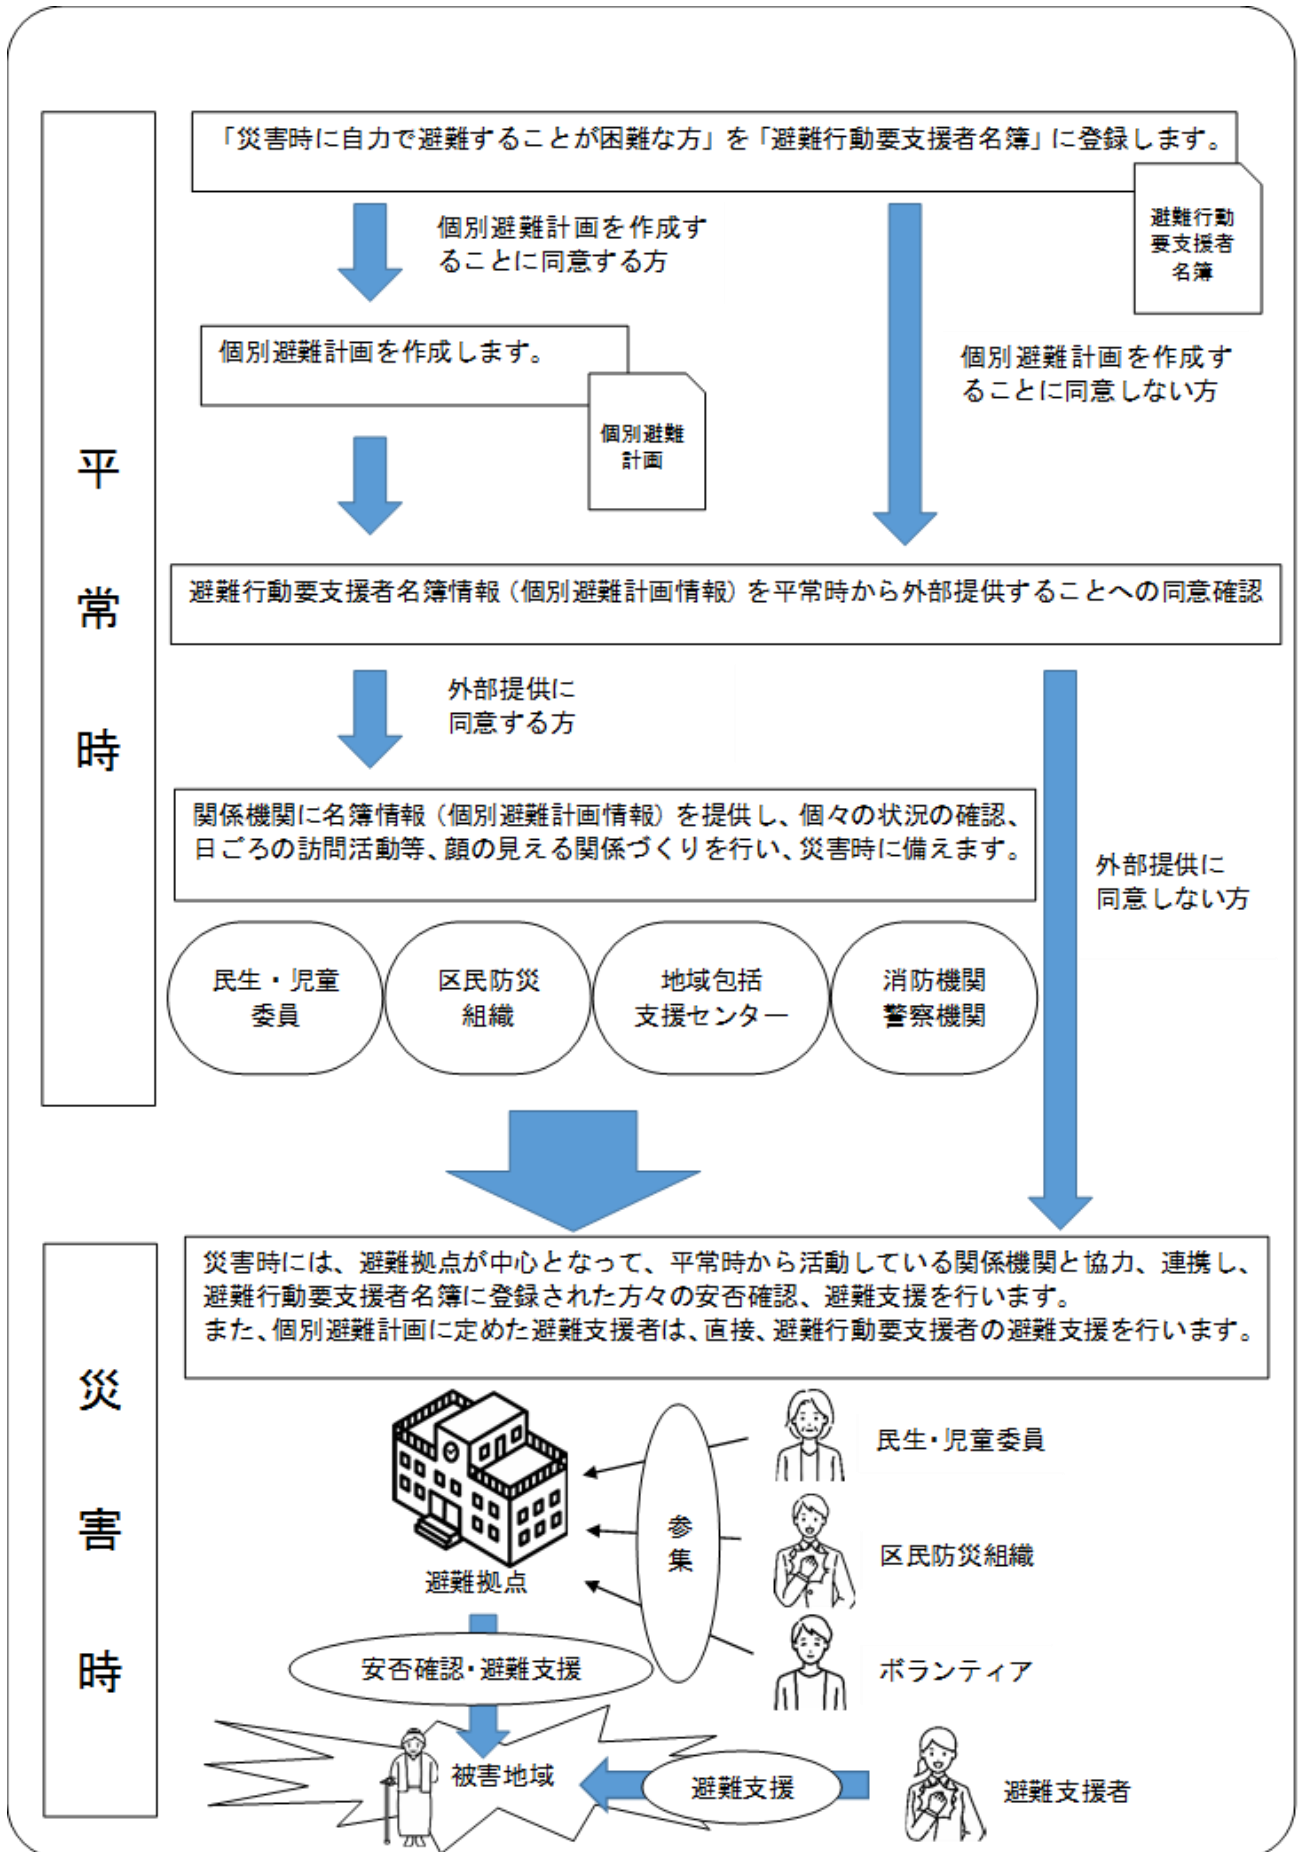 平常時
「災害時に自力で避難することが困難な方」を「避難行動要支援者名簿」に登録します。
避難行動
要支援者
名簿
個別避難計画を作成す
ることに同意する方
個別避難計画を作成します。
個別避難
計画
個別避難計画を作成す
ることに同意しない方
避難行動要支援者名簿情報（個別避難計画情報）を平常時から外部提供することへの同意確認
外部提供に
同意する方
関係機関に名簿情報（個別避難計画情報）を提供し、個々の状況の確認、
日ごろの訪問活動等、顔の見える関係づくりを行い、災害時に備えます。
外部提供に
同意しない方
民生・児童
委員
区民防災
組織
地域包括
支援センター
消防機関
警察機関
災害時
災害時には、避難拠点が中心となって、平常時から活動している関係機関と協力、連携し、
避難行動要支援者名簿に登録された方々の安否確認、避難支援を行います。
また、個別避難計画に定めた避難支援者は、直接、避難行動要支援者の避難支援を行います。
避難拠点
参集
民生・児童委員
区民防災組織
ボランティア
安否確認・避難支援
被害地域
避難支援
避難支援者